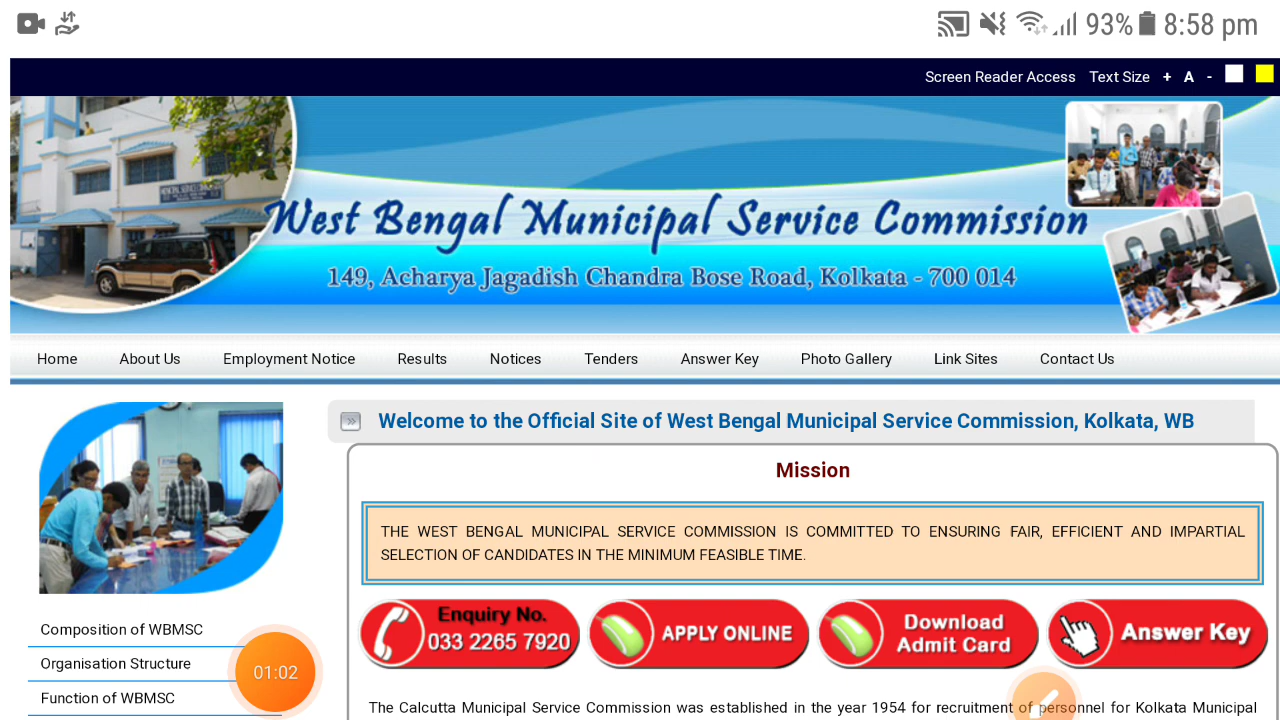 93% 8:58 pm
Screen Reader Access Text Size + A -
West Bengal Municipal Service Commission
149, Acharya Jagadish Chandra Bose Road, Kolkata - 700 014
Home About Us Employment Notice Results Notices Tenders Answer Key Photo Gallery Link Sites Contact Us
Welcome to the Official Site of West Bengal Municipal Service Commission, Kolkata, WB
Mission
THE WEST BENGAL MUNICIPAL SERVICE COMMISSION IS COMMITTED TO ENSURING FAIR, EFFICIENT AND IMPARTIAL
SELECTION OF CANDIDATES IN THE MINIMUM FEASIBLE TIME.
Enquiry No.
033 2265 7920
APPLY ONLINE
Download
Admit Card
Answer Key
Composition of WBMSC
Organisation Structure
Function of WBMSC
01:02
The Calcutta Municipal Service Commission was established in the year 1954 for recruitment of personnel for Kolkata Municipal